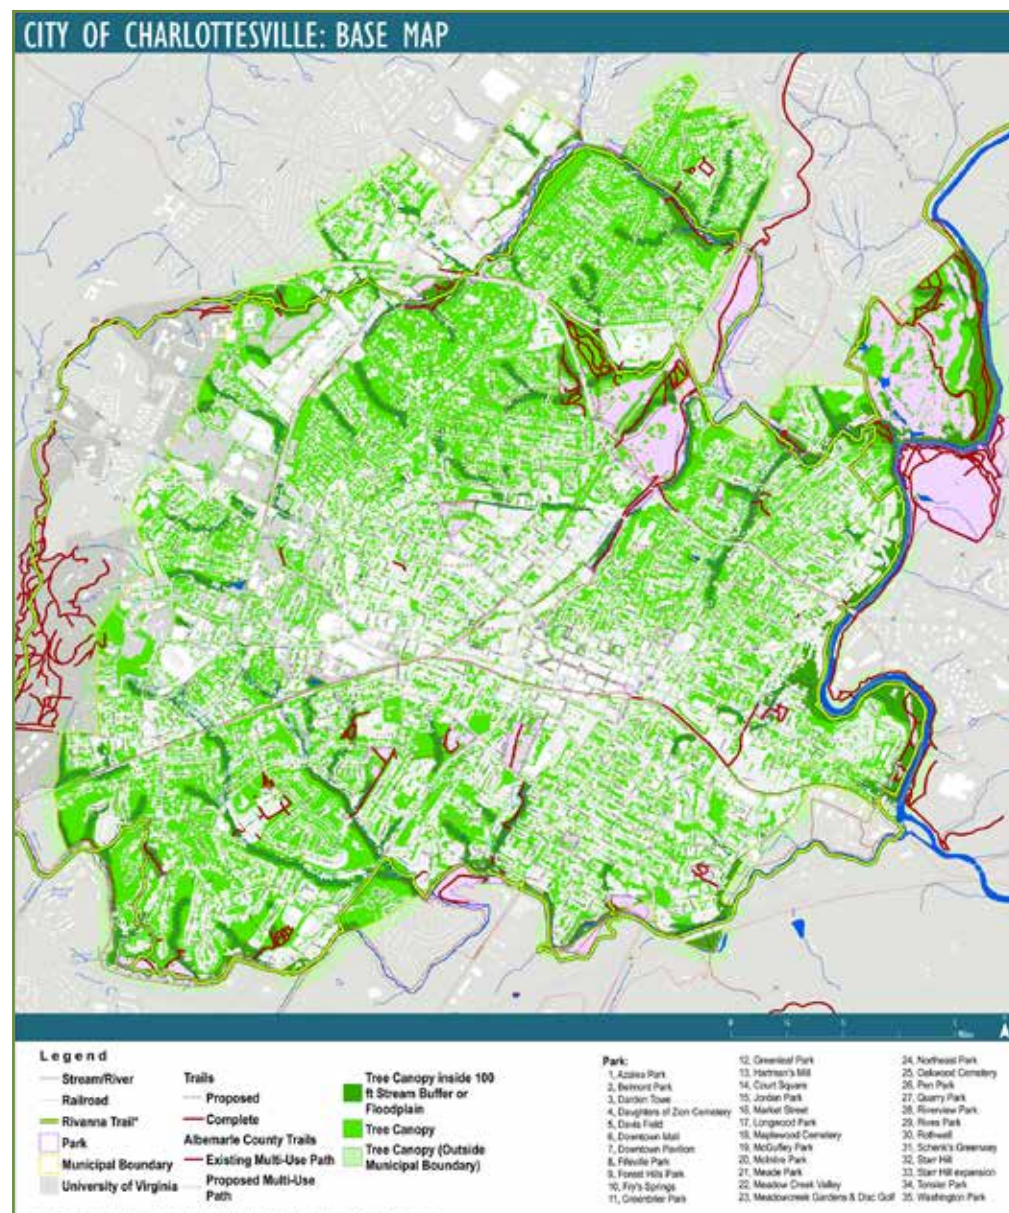 CITY OF CHARLOTTESVILLE: BASE MAP
Legend
Stream/River
Railroad
Rivanna Trail*
Park
Municipal Boundary
University of Virginia
Trails
Proposed
Complete
Albemarle County Trails
Existing Multi-Use Path
Proposed Multi-Use
Path
Tree Canopy inside 100
ft Stream Buffer or
Floodplain
Tree Canopy
Tree Canopy (Outside
Municipal Boundary)
Park:
1, Azalea Park
2, Belmont Park
3, Darden Towe
4, Daughters of Zion Cemetery
5, Davis Field
6, Downtown Mall
7, Downtown Pavilion
8, Fifeville Park
9, Forest Hills Park
10, Fry's Springs
11, Greenbrier Park
12, Greenleaf Park
13, Hartman's Mill
14, Court Square
15, Jordan Park
16, Market Street
17, Longwood Park
18, Maplewood Cemetery
19, McGuffey Park
20, McIntire Park
21, Meade Park
22, Meadow Creek Valley
23, Meadowcreek Gardens & Disc Golf
24, Northeast Park
25, Oakwood Cemetery
26, Pen Park
27, Quarry Park
28, Riverview Park
29, Rives Park
30, Rothwell
31, Schenk's Greenway
32, Starr Hill
33, Starr Hill expansion
34, Tonsler Park
35, Washington Park